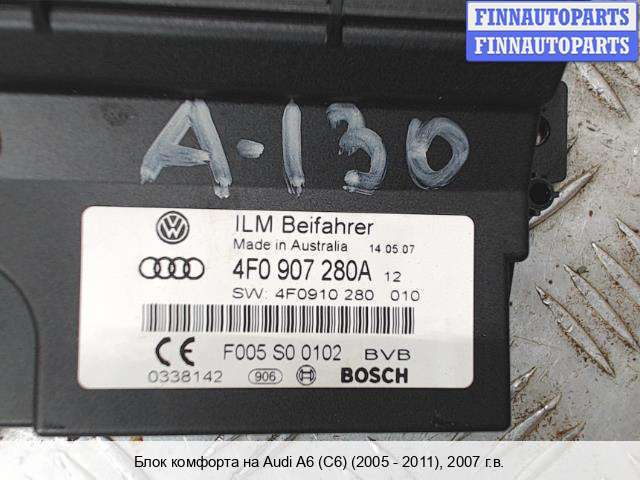 FINNAUTOPARTS
FINNAUTOPARTS
A-130
ILM Beifahrer
Made in Australia 14 05 07
4F0 907 280A 12
SW: 4F0910 280 010
CE F005 S0 0102 BVB
0338142 906 BOSCH
Блок комфорта на Audi A6 (C6) (2005 - 2011), 2007 г.в.